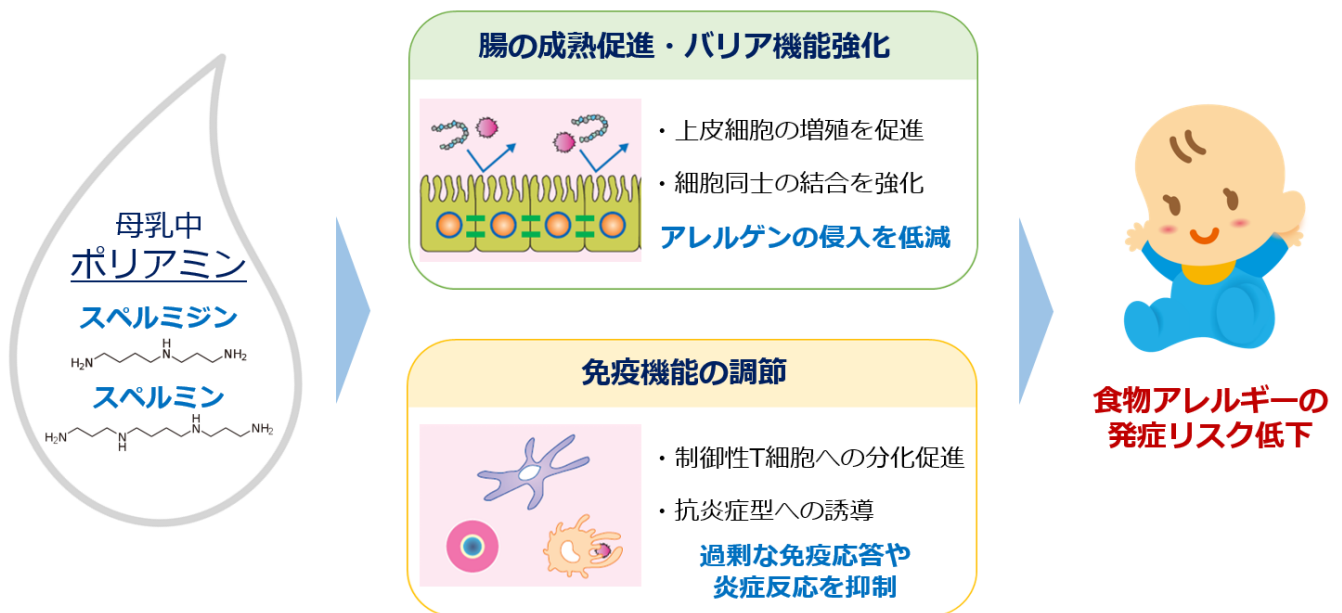 母乳中
ポリアミン
スペルミジン
H₂N
H
N
NH₂
スペルミン
H₂N
N
H
H
N
NH₂
腸の成熟促進・バリア機能強化
・上皮細胞の増殖を促進
・細胞同士の結合を強化
アレルゲンの侵入を低減
免疫機能の調節
・制御性T細胞への分化促進
・抗炎症型への誘導
過剰な免疫応答や
炎症反応を抑制
食物アレルギーの
発症リスク低下